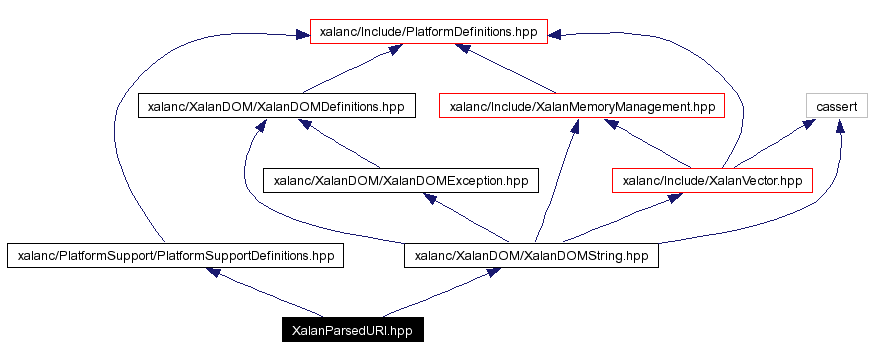 xalanc/Include/PlatformDefinitions.hpp
xalanc/XalanDOM/XalanDOMDefinitions.hpp
xalanc/Include/XalanMemoryManagement.hpp
cassert
xalanc/XalanDOM/XalanDOMException.hpp
xalanc/Include/XalanVector.hpp
xalanc/PlatformSupport/PlatformSupportDefinitions.hpp
xalanc/XalanDOM/XalanDOMString.hpp
XalanParsedURI.hpp